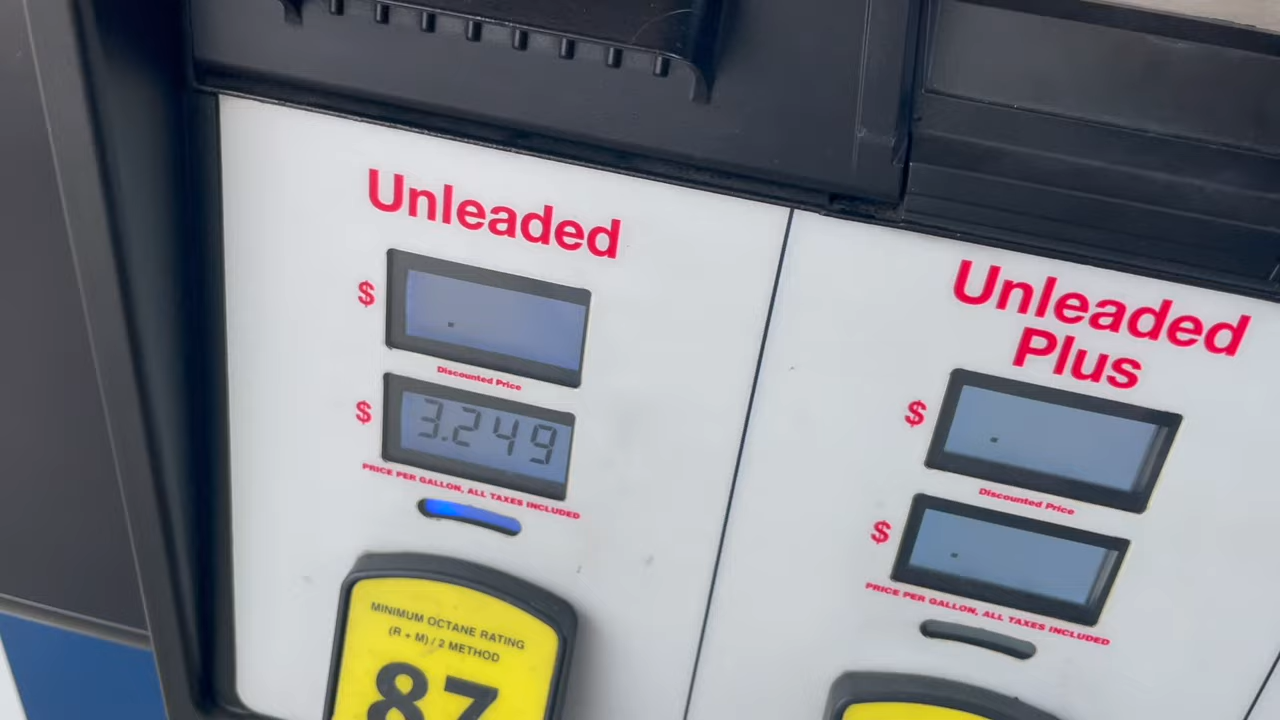 Unleaded
$ .
Discounted Price
$ 3.249
PRICE PER GALLON, ALL TAXES INCLUDED
MINIMUM OCTANE RATING
(R + M) / 2 METHOD
87
Unleaded
Plus
$ .
Discounted Price
$ .
PRICE PER GALLON, ALL TAXES INCLUDED